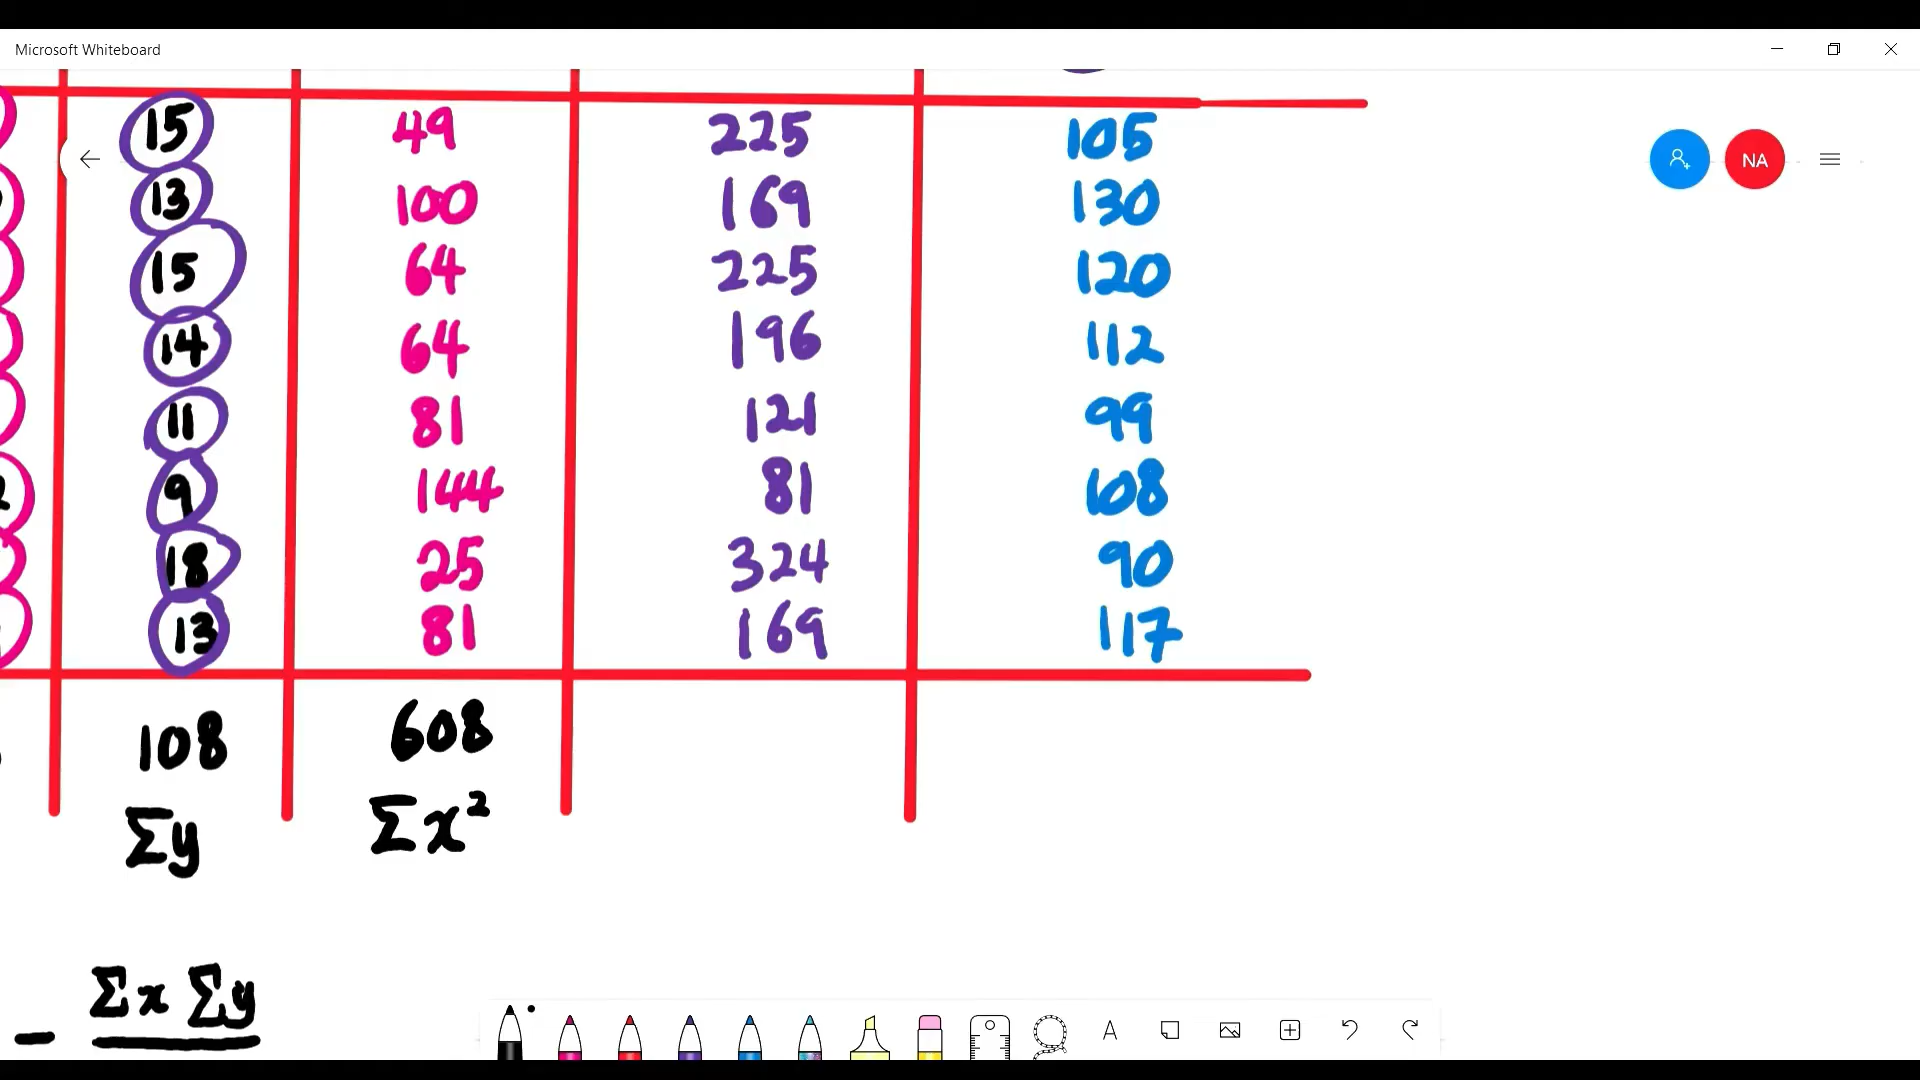 Microsoft Whiteboard
NA
15 49 225 105
13 100 169 130
15 64 225 120
14 64 196 112
11 81 121 99
9 144 81 108
18 25 324 90
13 81 169 117
108 608
Σy Σx²
- Σx Σy
A